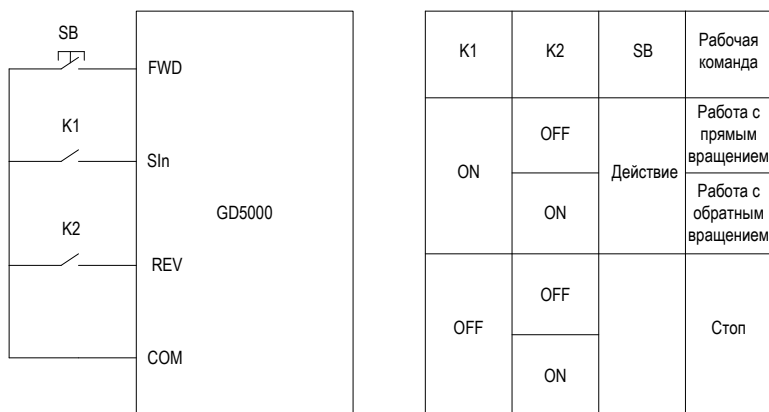 SB
FWD
K1
SIn
GD5000
K2
REV
COM
K1
K2
SB
Рабочая
команда
ON
OFF
Действие
Работа с
прямым
вращением
ON
Работа с
обратным
вращением
OFF
OFF
Стоп
ON